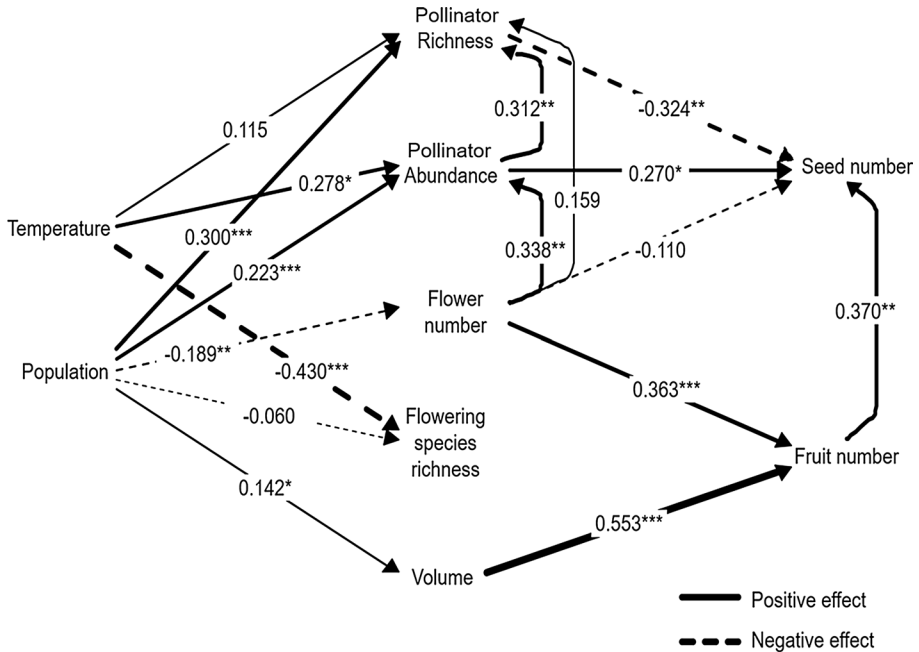 Pollinator
Richness
0.115
0.312**
-0.324**
Pollinator
Abundance
0.278*
0.270*
Seed number
0.159
Temperature
0.300***
0.223***
0.338**
-0.110
Flower
number
-0.189**
0.370**
Population
-0.430***
0.363***
-0.060
Flowering
species
richness
Fruit number
0.142*
0.553***
Volume
Positive effect
Negative effect